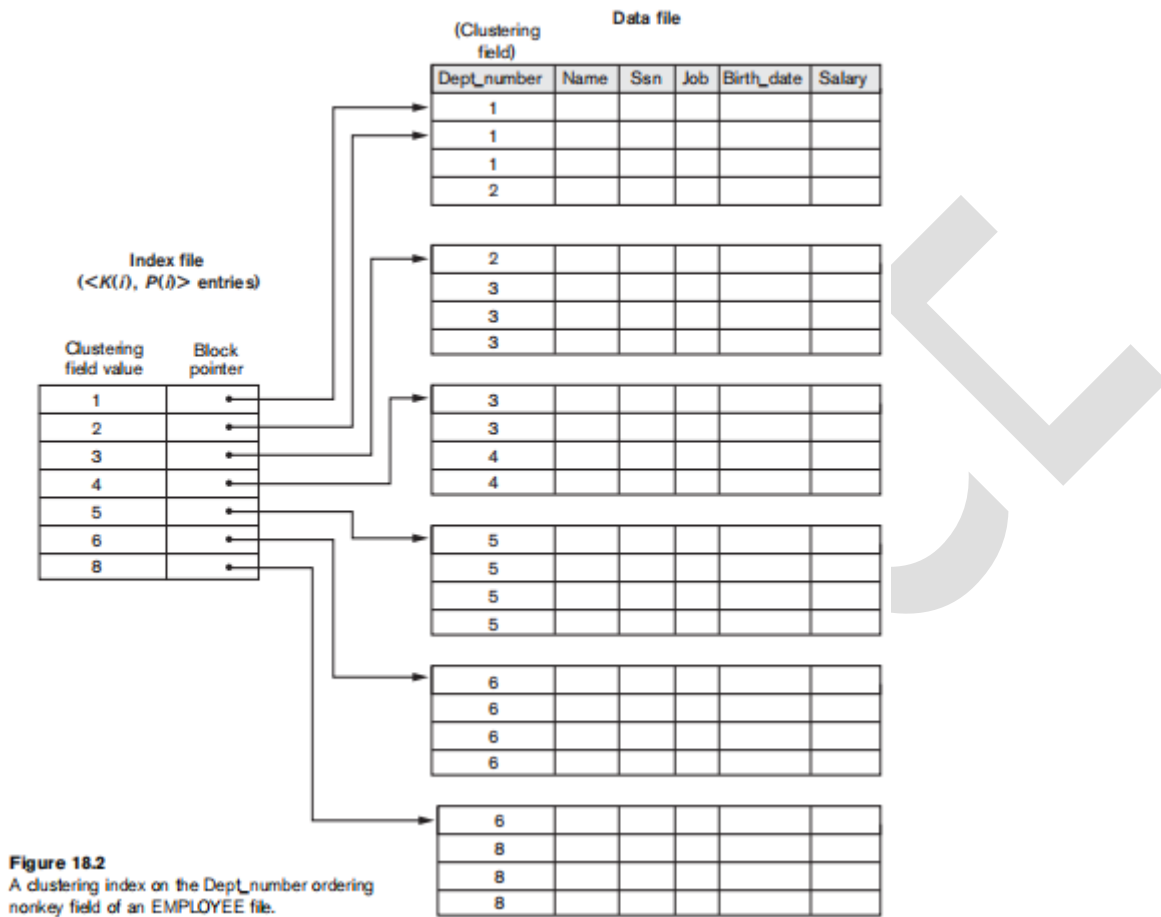 Data file
(Clustering
field)
Dept_number Name Ssn Job Birth_date Salary
1
1
1
2
2
3
3
3
3
3
4
4
5
5
5
5
6
6
6
6
6
8
8
8
Index file
(<K(i), P(i)> entries)
Clustering
field value
Block
pointer
1
2
3
4
5
6
8
Figure 18.2
A clustering index on the Dept_number ordering
nonkey field of an EMPLOYEE file.